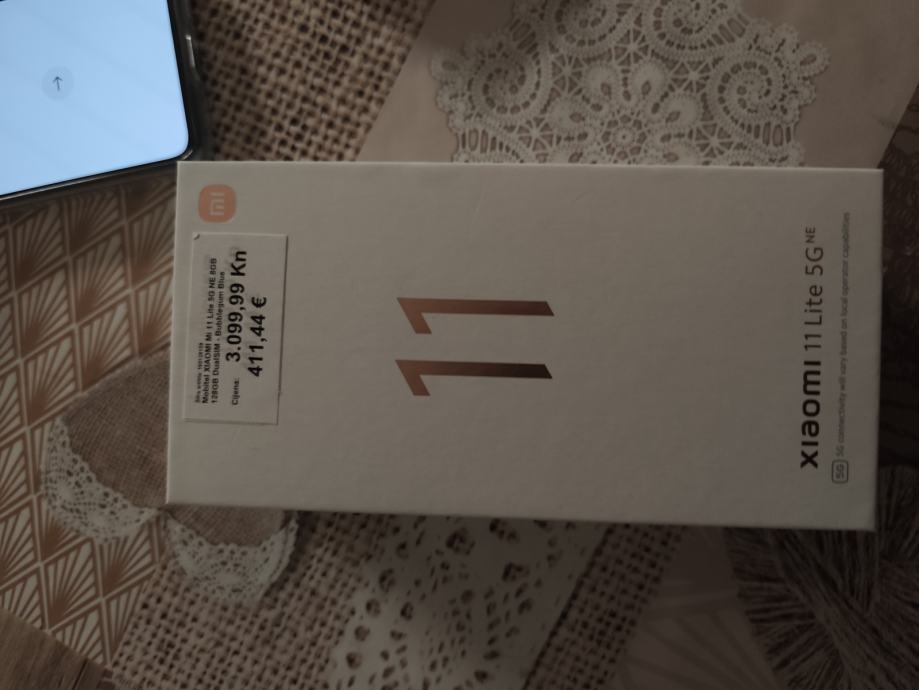 mi
Mobitel XIAOMI Mi 11 Lite 5G NE 8GB
128GB DualSIM - Bubblegum Blue
Cijena: 3.099,99 Kn
411,44 €
11
XIAOMI 11 Lite 5G NE
5G 5G connectivity will vary based on local operator capabilities